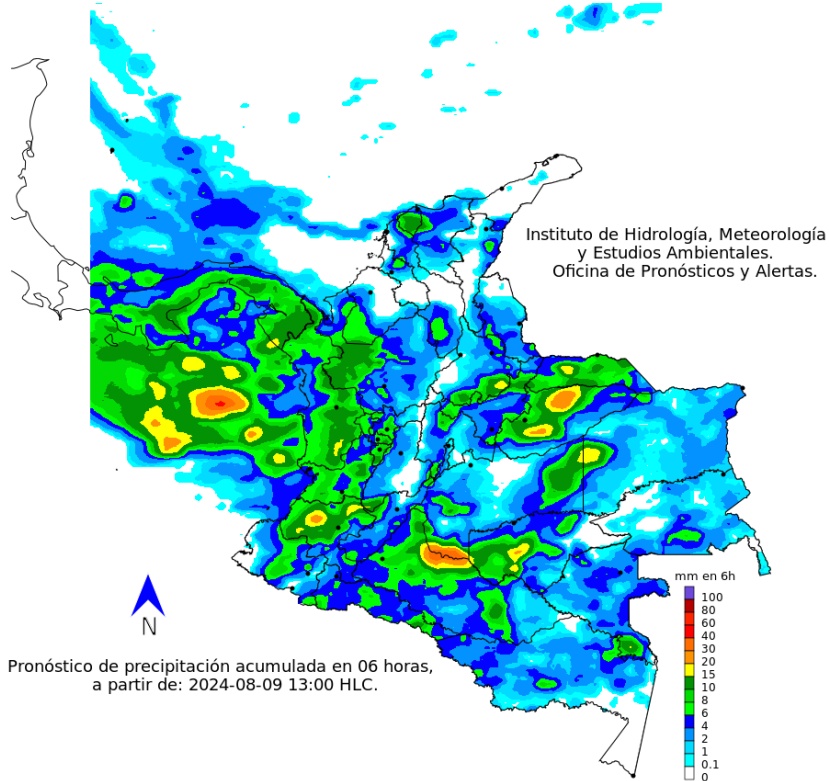 Instituto de Hidrología, Meteorología
y Estudios Ambientales.
Oficina de Pronósticos y Alertas.
N
Pronóstico de precipitación acumulada en 06 horas,
a partir de: 2024-08-09 13:00 HLC.
mm en 6h
100
80
60
40
30
20
15
10
8
6
4
2
1
0.1
0